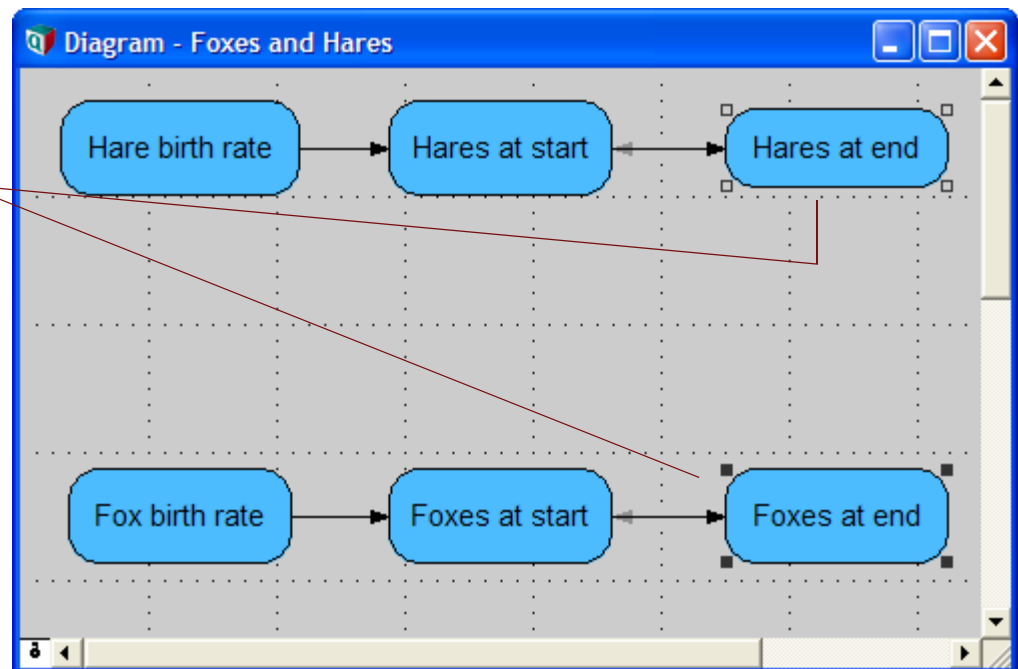 Diagram - Foxes and Hares
Hare birth rate
Hares at start
Hares at end
Fox birth rate
Foxes at start
Foxes at end